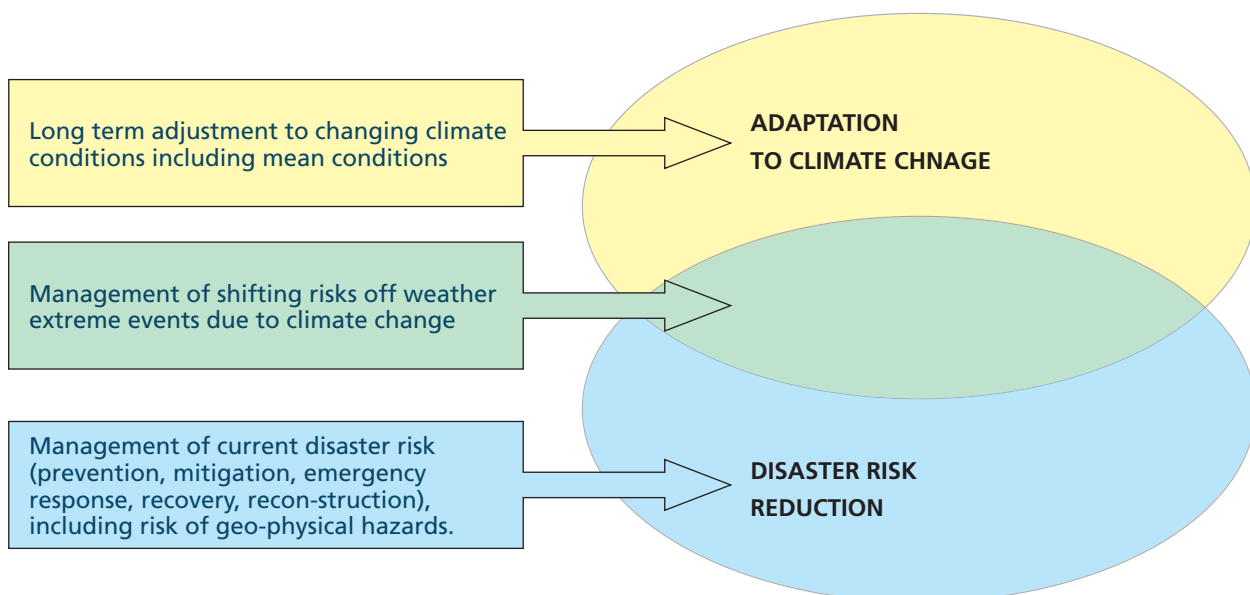 Long term adjustment to changing climate
conditions including mean conditions
ADAPTATION
TO CLIMATE CHNAGE
Management of shifting risks off weather
extreme events due to climate change
Management of current disaster risk
(prevention, mitigation, emergency
response, recovery, recon-struction),
including risk of geo-physical hazards.
DISASTER RISK
REDUCTION